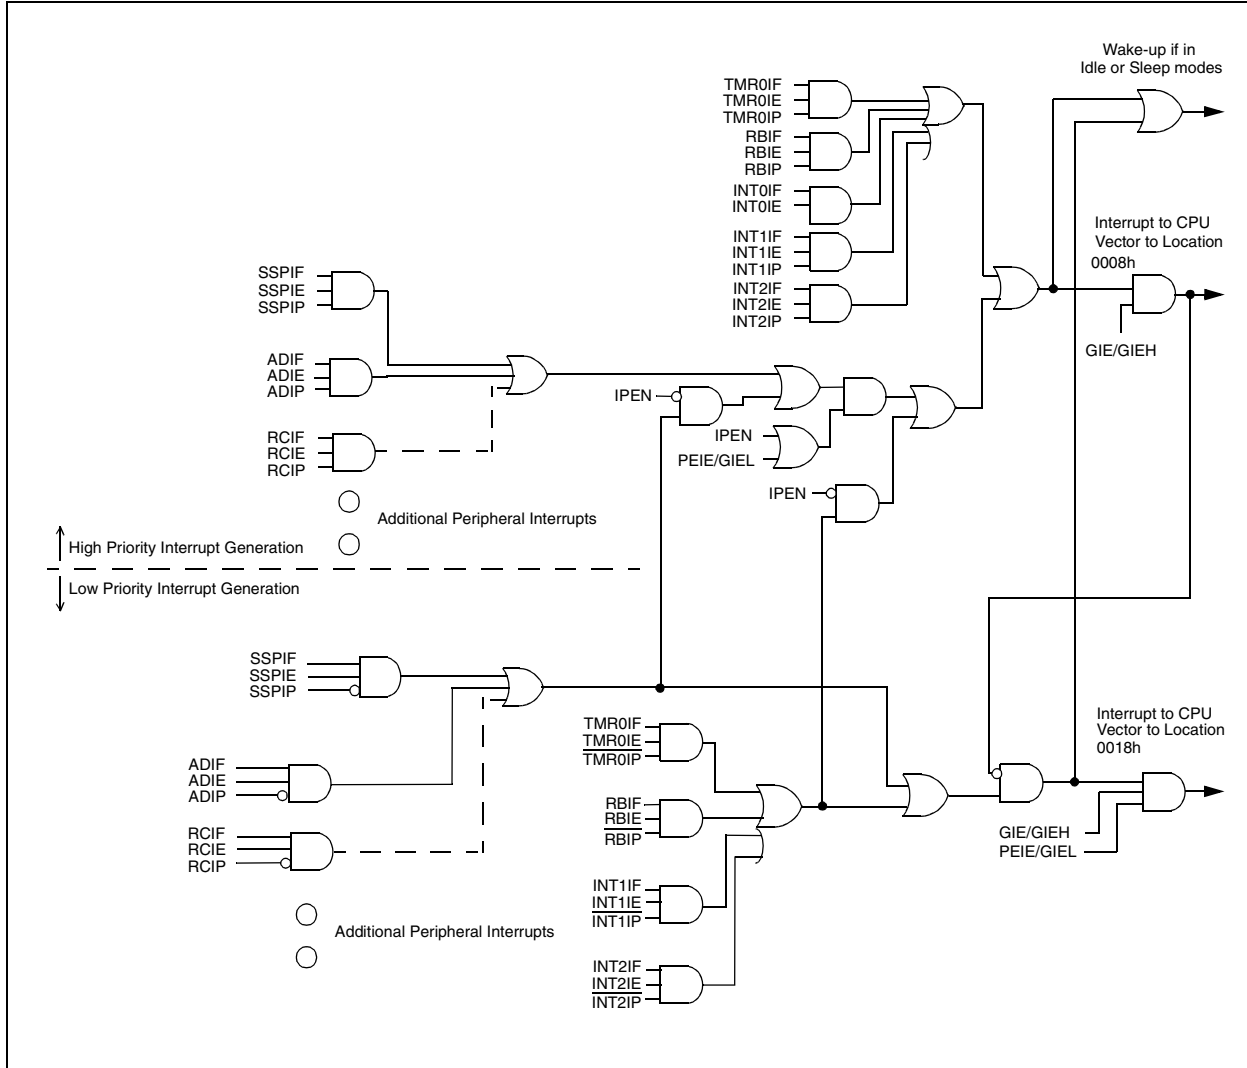 Wake-up if in
Idle or Sleep modes
TMR0IF
TMR0IE
TMR0IP
RBIF
RBIE
RBIP
INT0IF
INT0IE
INT1IF
INT1IE
INT1IP
INT2IF
INT2IE
INT2IP
Interrupt to CPU
Vector to Location
0008h
GIE/GIEH
SSPIF
SSPIE
SSPIP
ADIF
ADIE
ADIP
RCIF
RCIE
RCIP
IPEN
IPEN
PEIE/GIEL
IPEN
Additional Peripheral Interrupts
High Priority Interrupt Generation
Low Priority Interrupt Generation
SSPIF
SSPIE
SSPIP
ADIF
ADIE
ADIP
RCIF
RCIE
RCIP
Additional Peripheral Interrupts
TMR0IF
TMR0IE
TMR0IP
RBIF
RBIE
RBIP
INT1IF
INT1IE
INT1IP
INT2IF
INT2IE
INT2IP
Interrupt to CPU
Vector to Location
0018h
GIE/GIEH
PEIE/GIEL